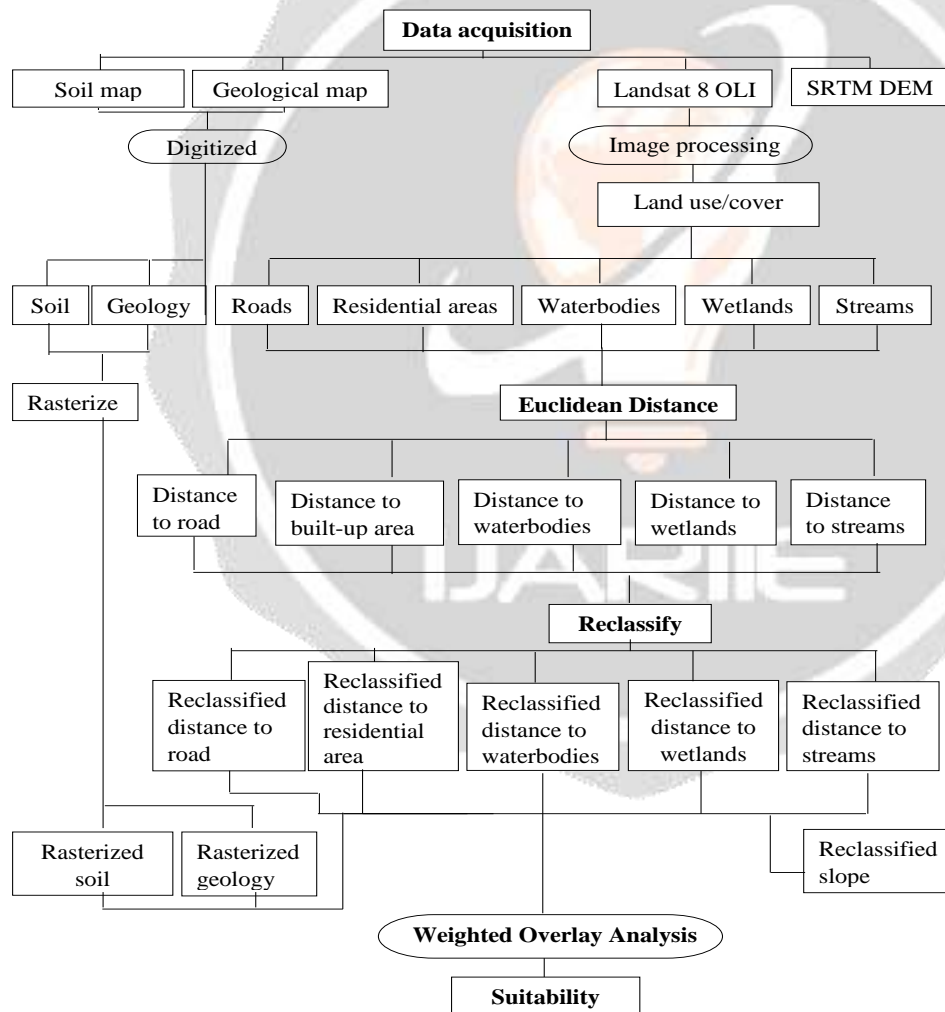 Data acquisition
Soil map
Geological map
Landsat 8 OLI
SRTM DEM
Digitized
Image processing
Land use/cover
Soil
Geology
Roads
Residential areas
Waterbodies
Wetlands
Streams
Rasterize
Euclidean Distance
Distance
to road
Distance to
built-up area
Distance to
waterbodies
Distance to
wetlands
Distance
to streams
IJARIIE
Reclassify
Reclassified
distance to
road
Reclassified
distance to
residential
area
Reclassified
distance to
waterbodies
Reclassified
distance to
wetlands
Reclassified
distance to
streams
Rasterized
soil
Rasterized
geology
Reclassified
slope
Weighted Overlay Analysis
Suitability